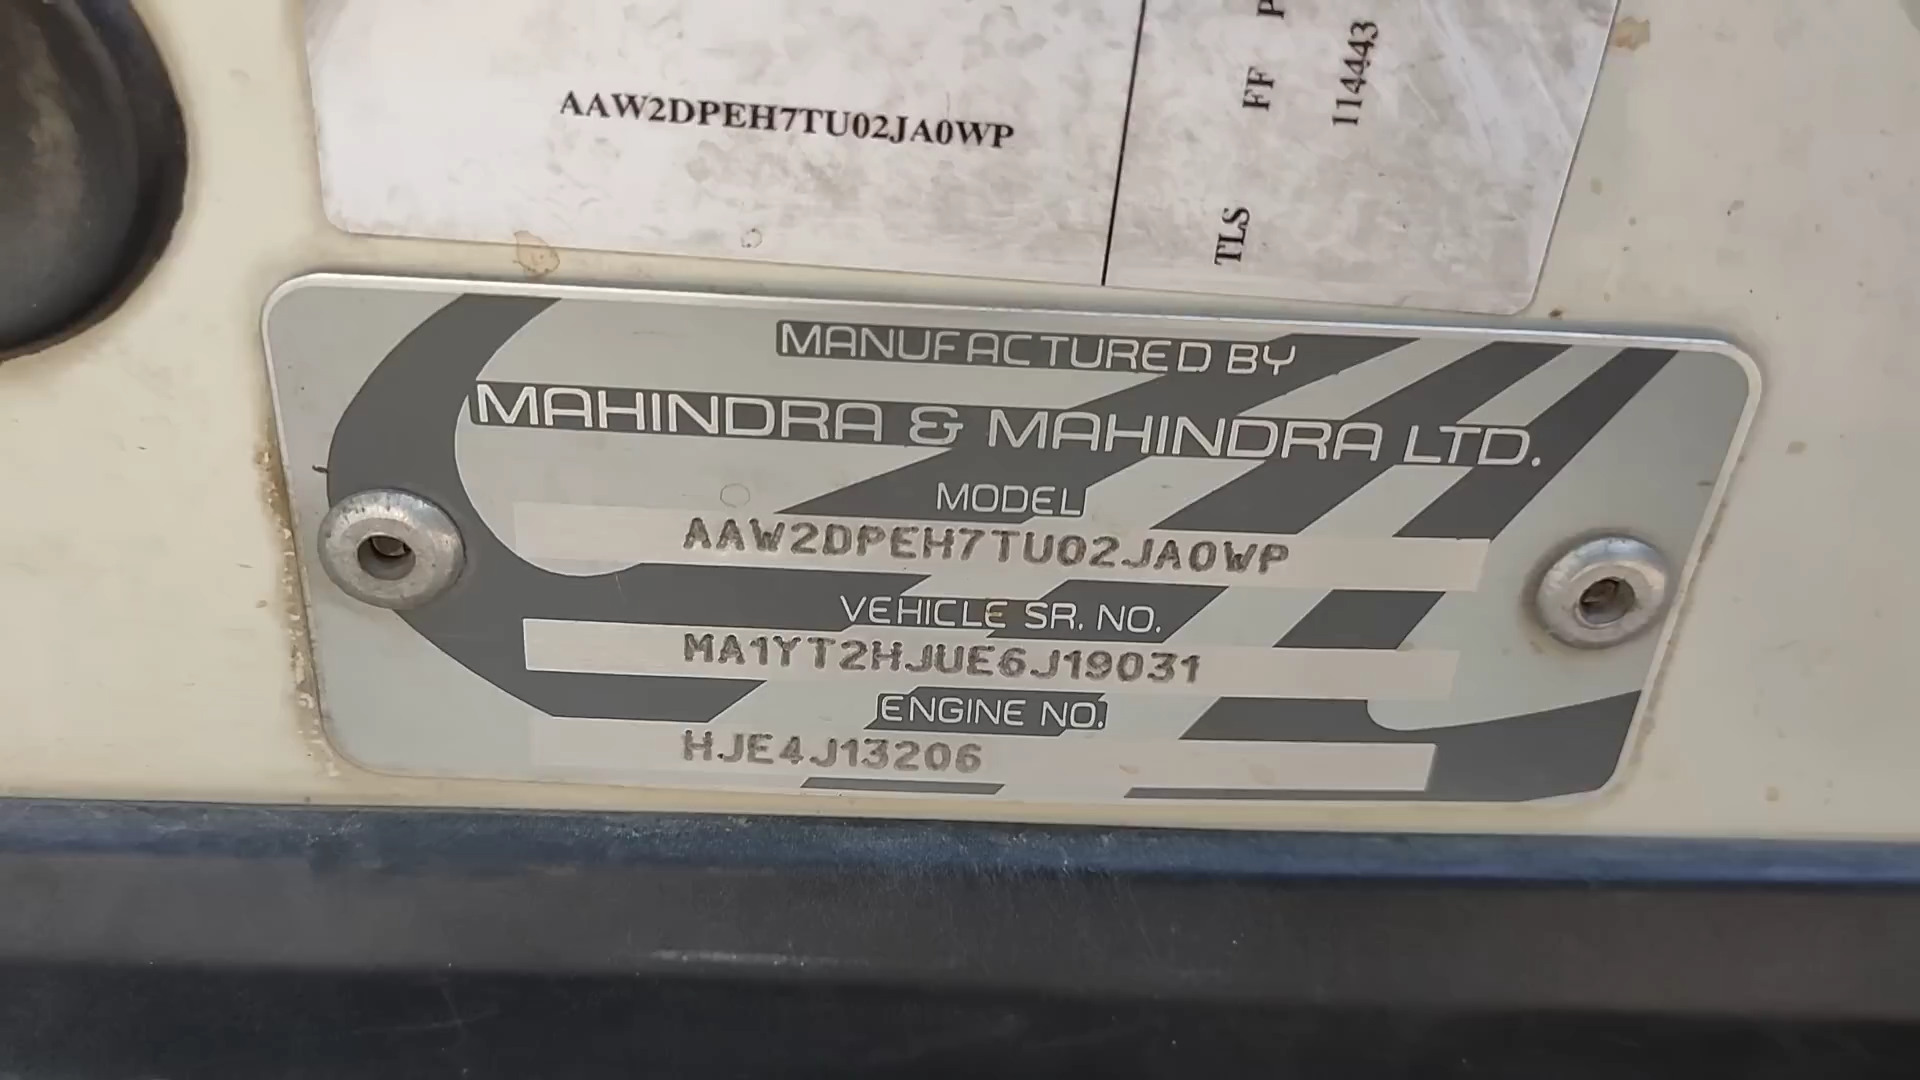 AAW2DPEH7TU02JA0WP
TLS FF
114443
MANUFACTURED BY
MAHINDRA & MAHINDRA LTD.
MODEL
AAW2DPEH7TU02JA0WP
VEHICLE SR. NO.
MA1YT2HJUE6J19031
ENGINE NO.
HJE4J13206